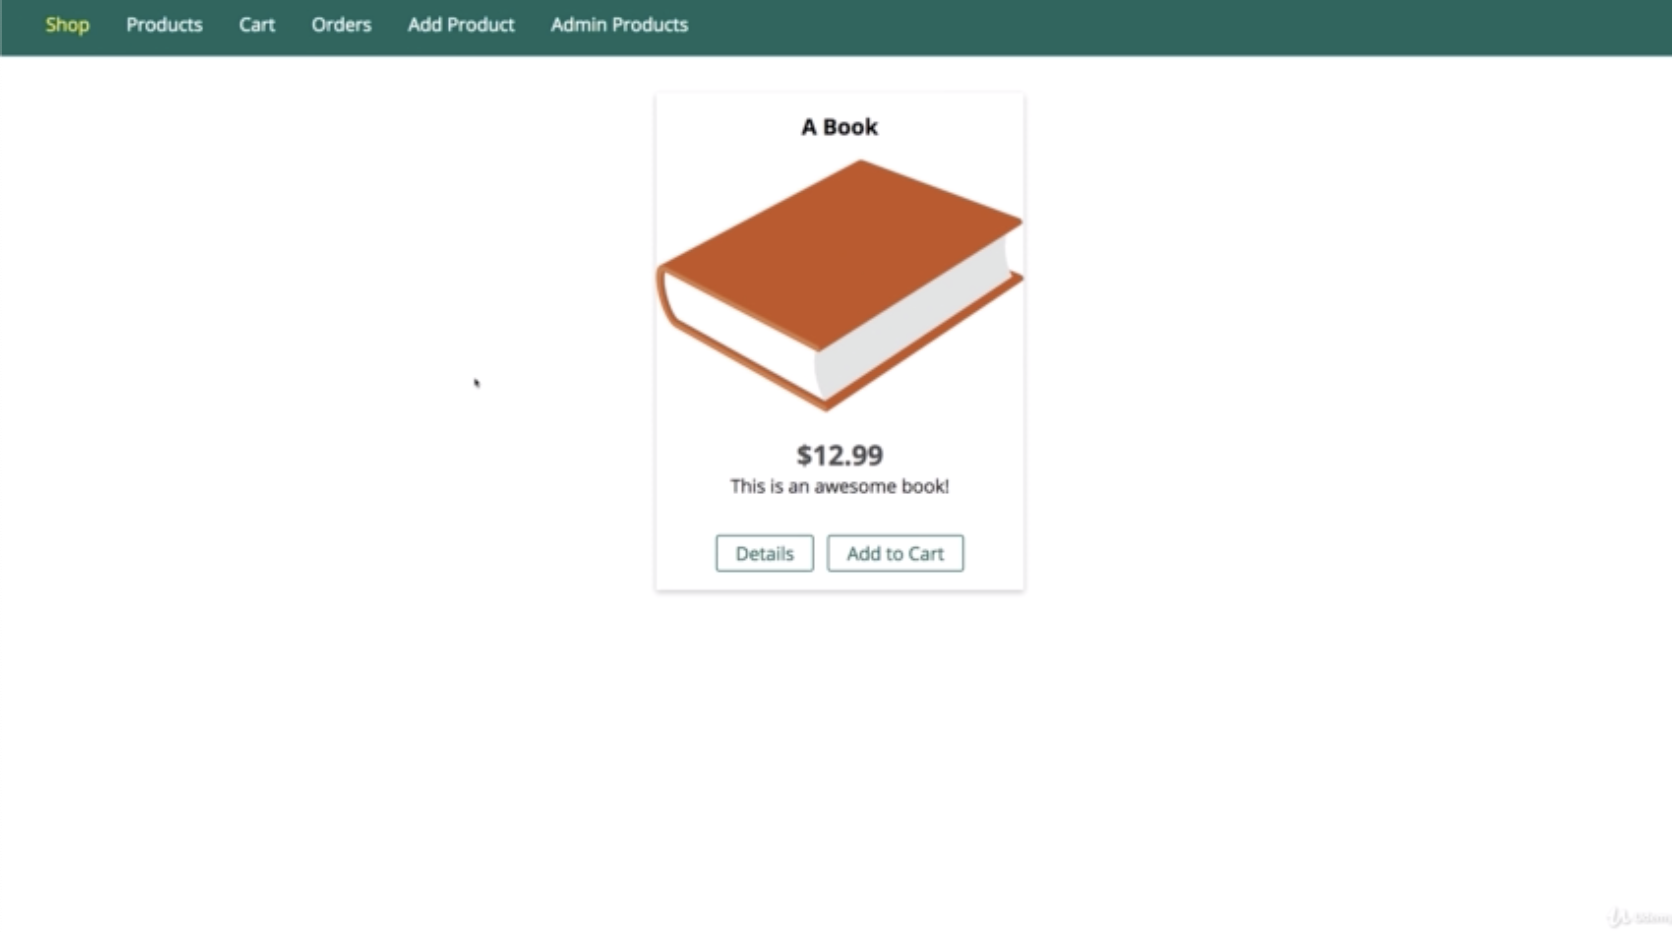 Shop Products Cart Orders Add Product Admin Products
A Book
$12.99
This is an awesome book!
Details Add to Cart